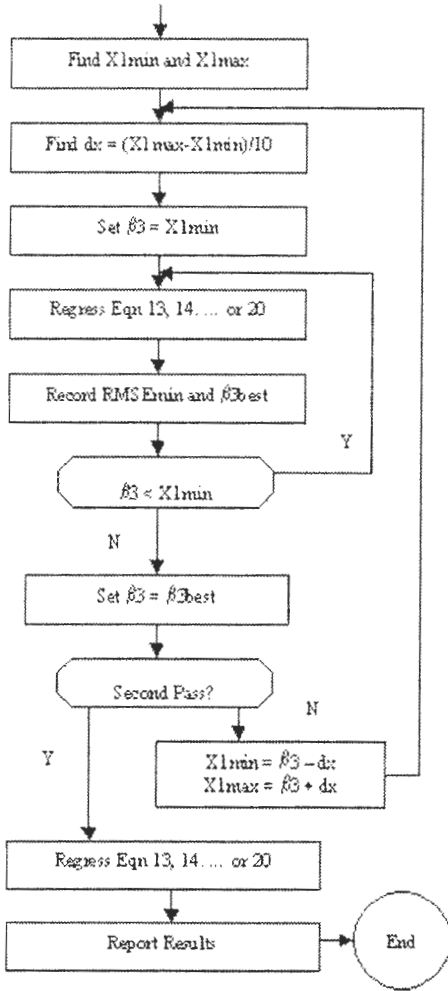 Find X1min and X1max
Find dx = (X1max-X1min)/10
Set β3 = X1min
Regress Eqn 13, 14. ... or 20
Record RMSEmin and β3best
Y
β3 < X1min
N
Set β3 = β3best
Second Pass?
N
Y
X1min = β3 – dx
X1max = β3 + dx
Regress Eqn 13, 14. ... or 20
Report Results
End